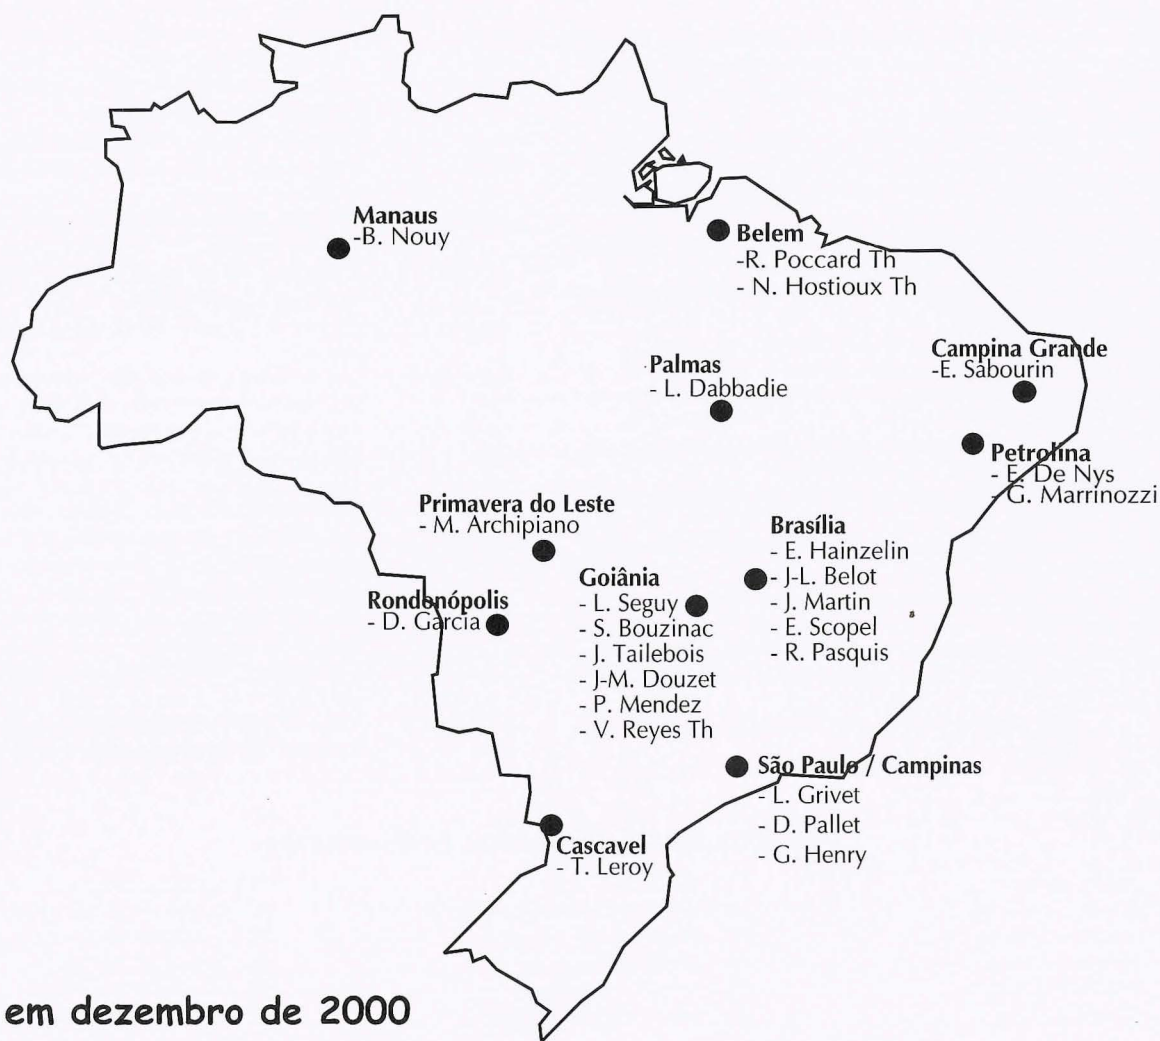 Manaus
-B. Nouy
Belem
-R. Poccard Th
- N. Hostioux Th
Campina Grande
-E. Sabourin
Palmas
- L. Dabbadie
Petrolina
- E. De Nys
- G. Marrinozzi
Primavera do Leste
- M. Archipiano
Brasília
- E. Hainzelin
- J-L. Belot
- J. Martin
- E. Scopel
- R. Pasquis
Goiânia
- L. Seguy
- S. Bouzinac
- J. Tailebois
- J-M. Douzet
- P. Mendez
- V. Reyes Th
Rondonópolis
- D. Garcia
São Paulo / Campinas
- L. Grivet
- D. Pallet
- G. Henry
Cascavel
- T. Leroy
em dezembro de 2000